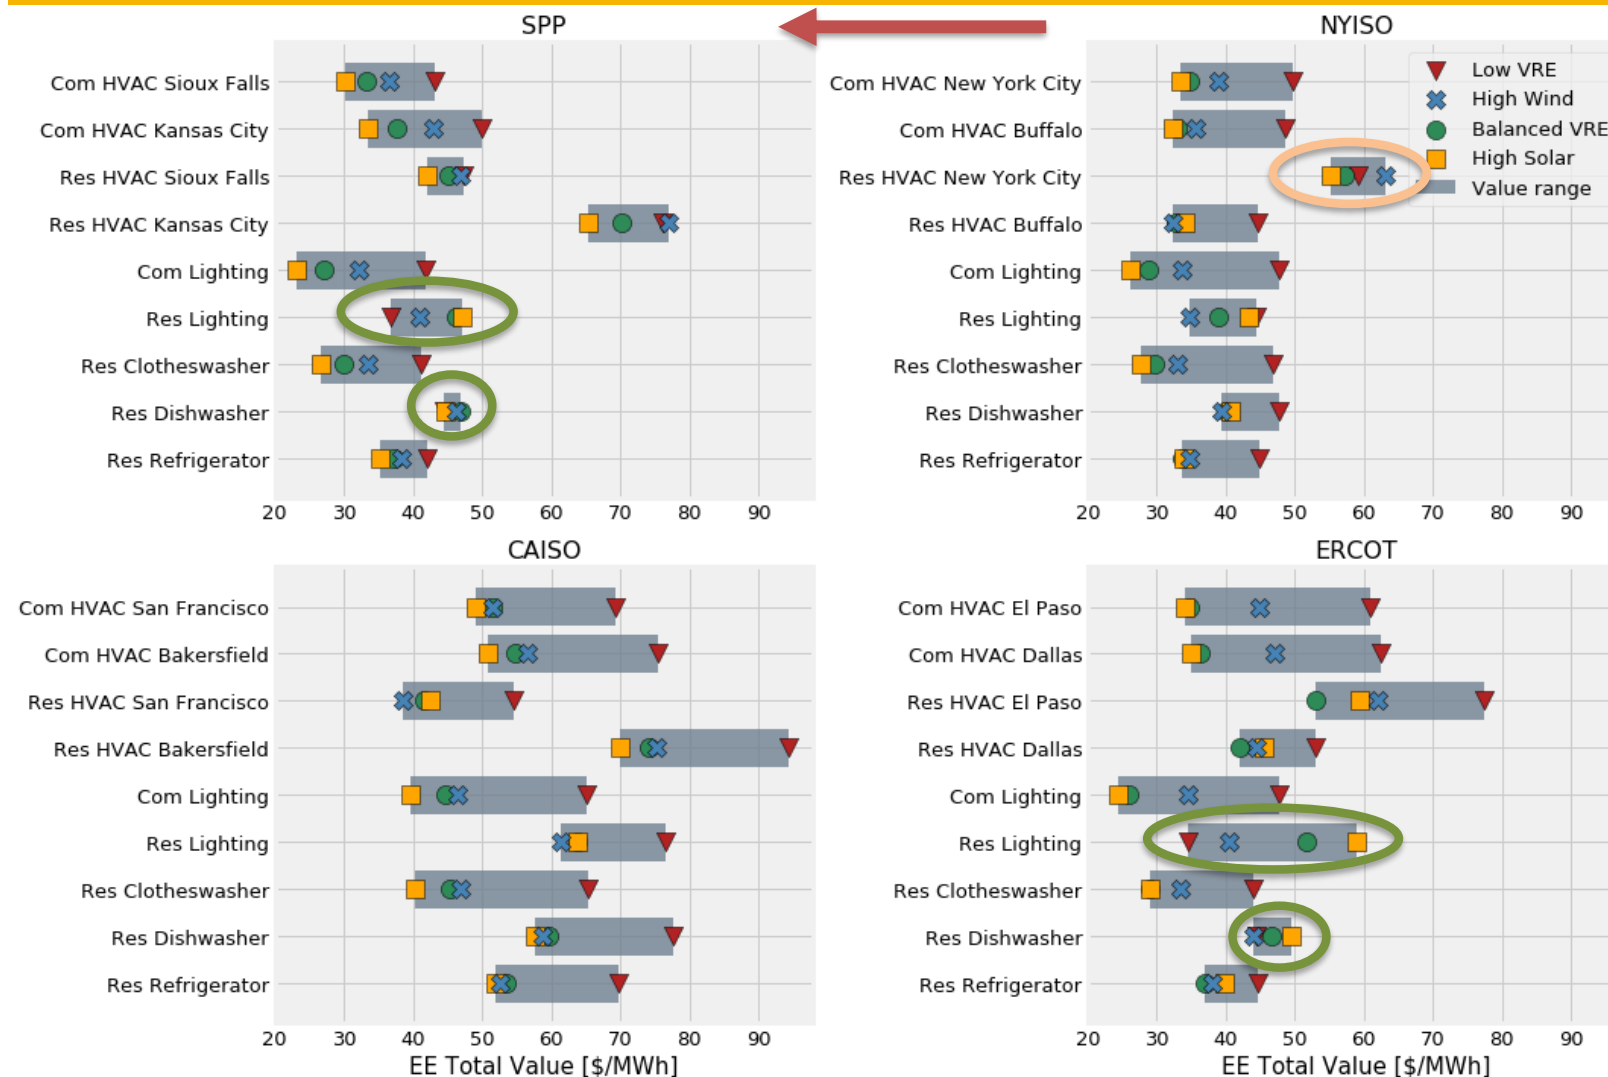 SPP
Com HVAC Sioux Falls
Com HVAC Kansas City
Res HVAC Sioux Falls
Res HVAC Kansas City
Com Lighting
Res Lighting
Res Clotheswasher
Res Dishwasher
Res Refrigerator
20 30 40 50 60 70 80 90
NYISO
Low VRE
High Wind
Balanced VRE
High Solar
Value range
Com HVAC New York City
Com HVAC Buffalo
Res HVAC New York City
Res HVAC Buffalo
Com Lighting
Res Lighting
Res Clotheswasher
Res Dishwasher
Res Refrigerator
20 30 40 50 60 70 80 90
CAISO
Com HVAC San Francisco
Com HVAC Bakersfield
Res HVAC San Francisco
Res HVAC Bakersfield
Com Lighting
Res Lighting
Res Clotheswasher
Res Dishwasher
Res Refrigerator
20 30 40 50 60 70 80 90
EE Total Value [$/MWh]
ERCOT
Com HVAC El Paso
Com HVAC Dallas
Res HVAC El Paso
Res HVAC Dallas
Com Lighting
Res Lighting
Res Clotheswasher
Res Dishwasher
Res Refrigerator
20 30 40 50 60 70 80 90
EE Total Value [$/MWh]